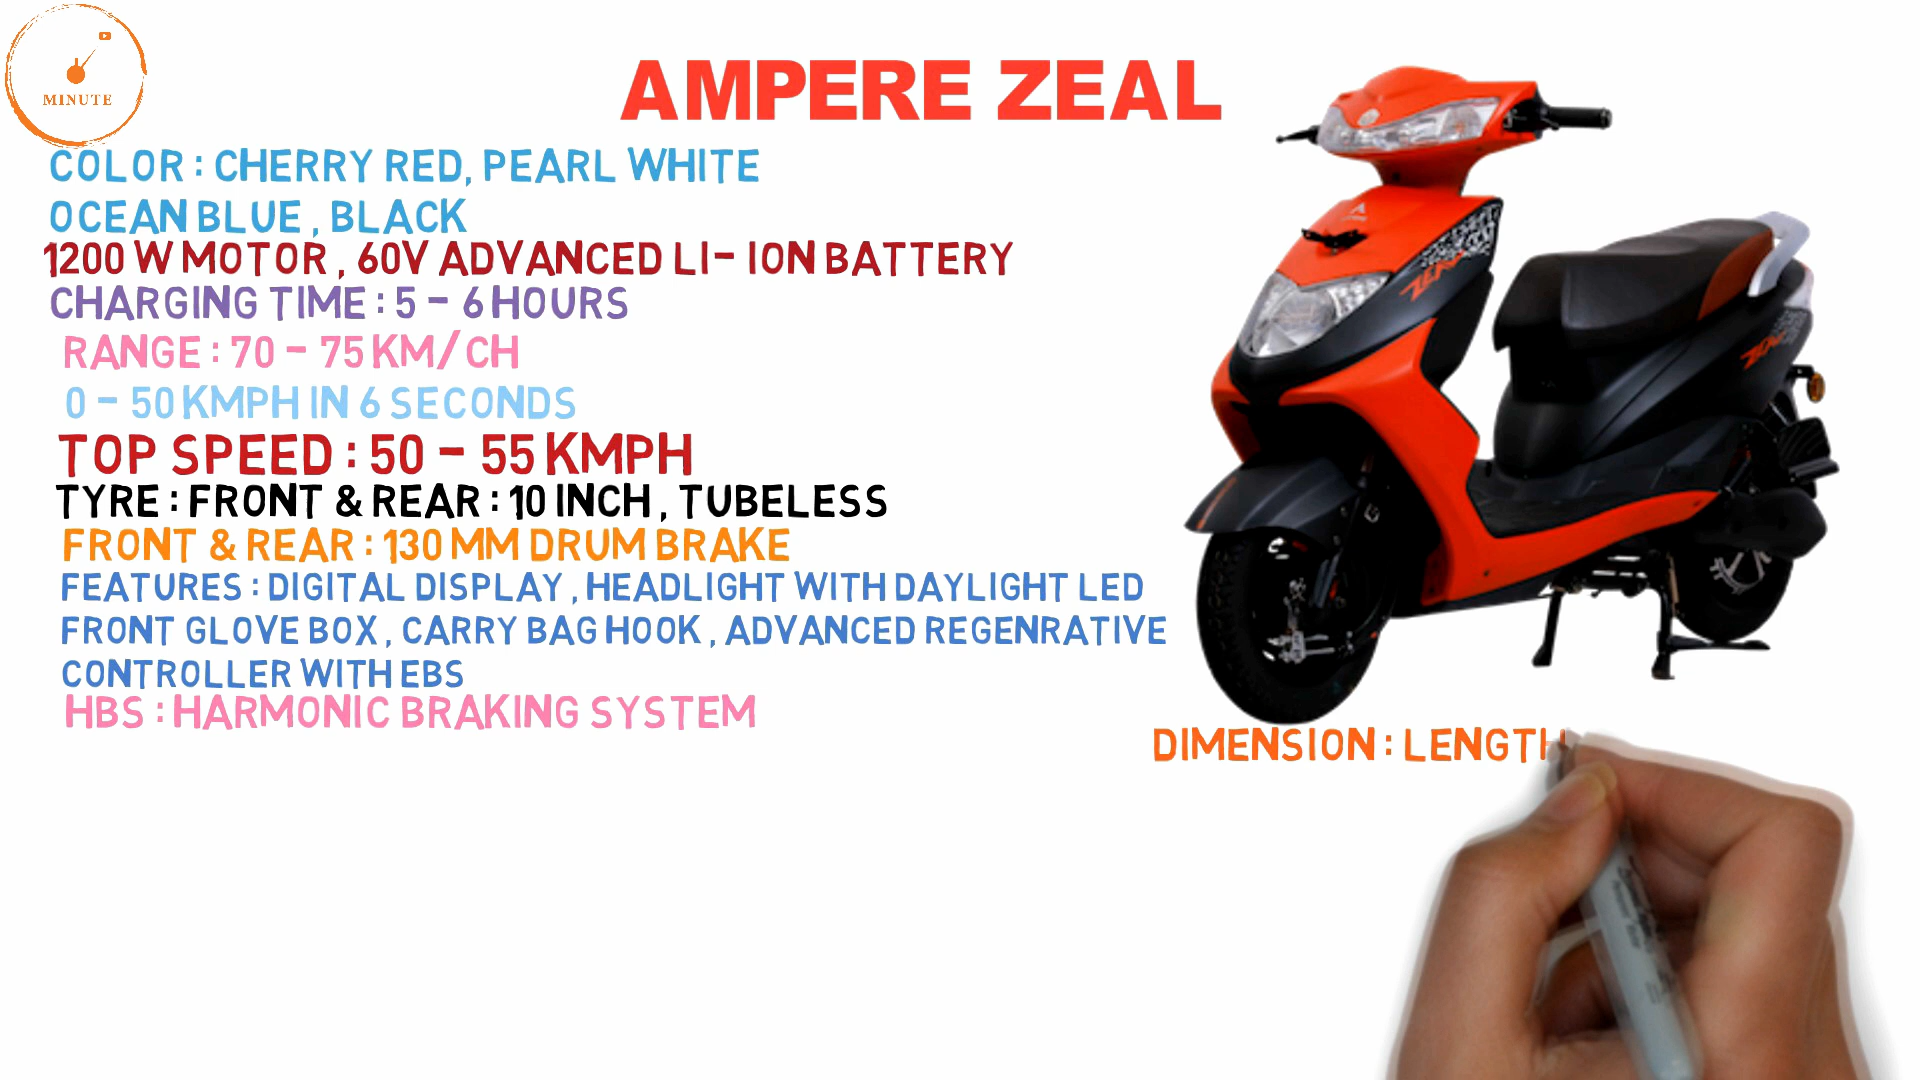 MINUTE
AMPERE ZEAL
COLOR : CHERRY RED, PEARL WHITE
OCEAN BLUE , BLACK
1200 W MOTOR , 60V ADVANCED LI- ION BATTERY
CHARGING TIME : 5 - 6 HOURS
RANGE : 70 - 75 KM/CH
0 - 50 KMPH IN 6 SECONDS
TOP SPEED : 50 - 55 KMPH
TYRE : FRONT & REAR : 10 INCH , TUBELESS
FRONT & REAR : 130 MM DRUM BRAKE
FEATURES : DIGITAL DISPLAY , HEADLIGHT WITH DAYLIGHT LED
FRONT GLOVE BOX , CARRY BAG HOOK , ADVANCED REGENRATIVE
CONTROLLER WITH EBS
HBS : HARMONIC BRAKING SYSTEM
ZEAL
ZEAL
DIMENSION : LENGTH